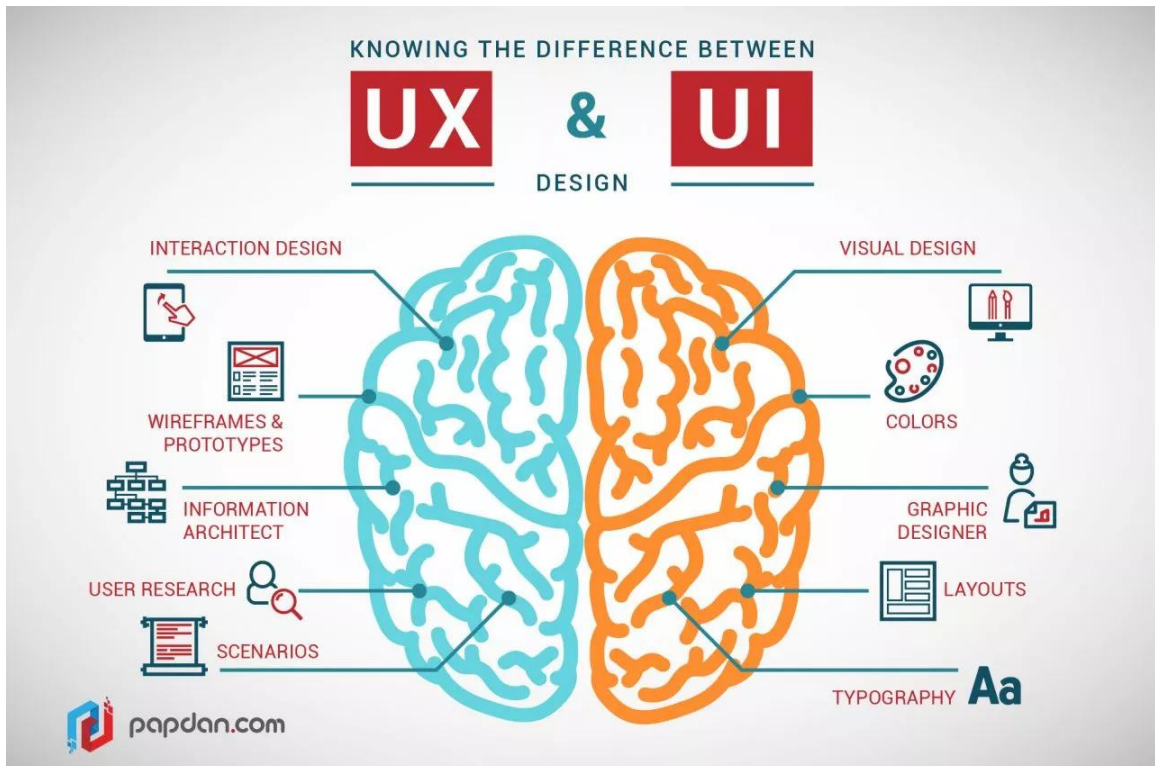 KNOWING THE DIFFERENCE BETWEEN
UX & UI
DESIGN
INTERACTION DESIGN
WIREFRAMES &
PROTOTYPES
INFORMATION
ARCHITECT
USER RESEARCH
SCENARIOS
VISUAL DESIGN
COLORS
GRAPHIC
DESIGNER
LAYOUTS
TYPOGRAPHY Aa
papdan.com